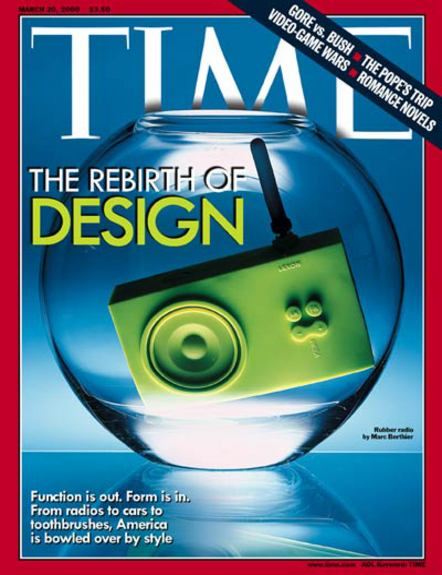 MARCH 20, 2000 $3.50
GORE vs. BUSH ■ THE POPE'S TRIP
VIDEO-GAME WARS ■ ROMANCE NOVELS
TIME
THE REBIRTH OF
DESIGN
LEXON
Rubber radio
by Marc Berthier
Function is out. Form is in.
From radios to cars to
toothbrushes, America
is bowled over by style
www.time.com AOL Keyword: TIME